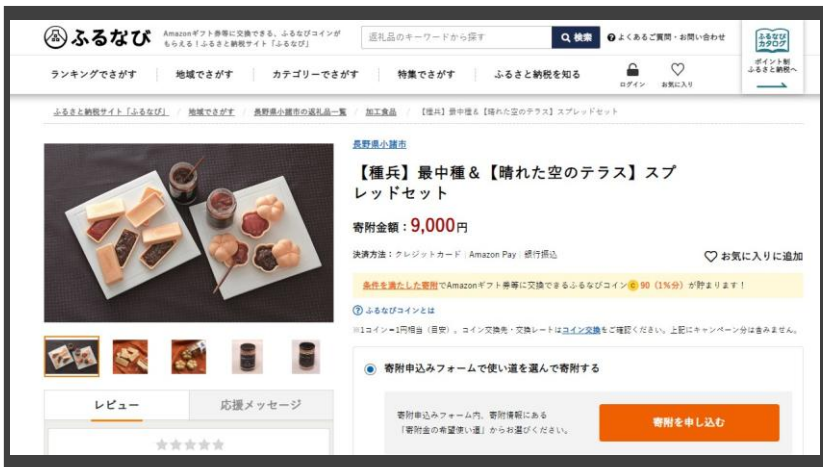 ふるなび
Amazonギフト券等に交換できる、ふるなびコインが
もらえる！ふるさと納税サイト「ふるなび」
返礼品のキーワードから探す
検索
よくあるご質問・お問い合わせ
ふるなび
カタログ
ポイント制
ふるさと納税へ
ランキングでさがす
地域でさがす
カテゴリーでさがす
特集でさがす
ふるさと納税を知る
ログイン
お気に入り
ふるさと納税サイト「ふるなび」 / 地域でさがす / 長野県小諸市の返礼品一覧 / 加工食品 / 【種兵】最中種&【晴れた空のテラス】スプレッドセット
長野県小諸市
【種兵】最中種&【晴れた空のテラス】スプ
レッドセット
寄附金額：9,000円
決済方法：クレジットカード | Amazon Pay | 銀行振込
お気に入りに追加
条件を満たした寄附でAmazonギフト券等に交換できるふるなびコイン 90（1%分）が貯まります！
ふるなびコインとは
※1コイン=1円相当（目安）。コイン交換先・交換レートはコイン交換をご確認ください。上記にキャンペーン分は含みません。
寄附申込みフォームで使い道を選んで寄附する
寄附申込みフォーム内、寄附情報にある
「寄附金の希望使い道」からお選びください。
寄附を申し込む
レビュー
応援メッセージ